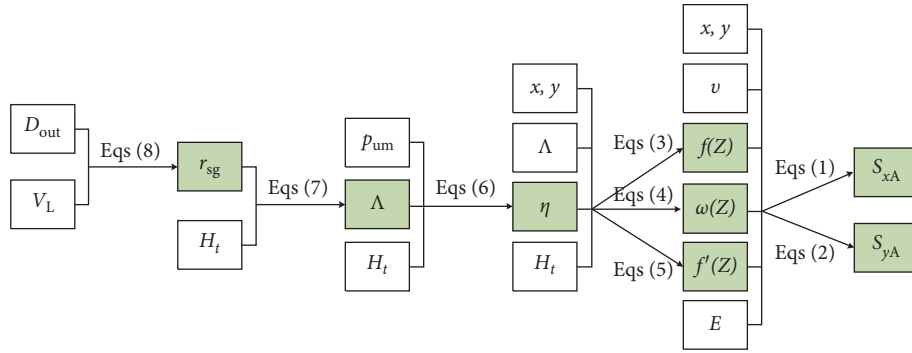 D_out
V_L
Eqs (8)
r_sg
H_t
Eqs (7)
p_um
Λ
H_t
Eqs (6)
x, y
Λ
η
H_t
Eqs (3)
Eqs (4)
Eqs (5)
x, y
υ
f(Z)
ω(Z)
f′(Z)
E
Eqs (1)
Eqs (2)
S_xA
S_yA